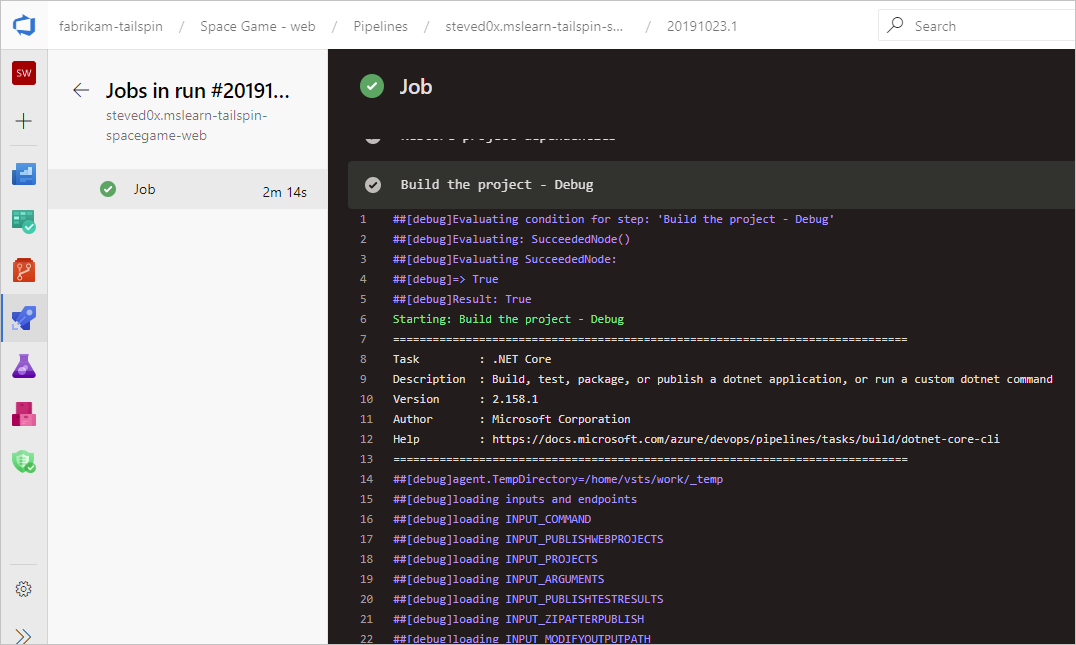 fabrikam-tailspin / Space Game - web / Pipelines / steved0x.mslearn-tailspin-s... / 20191023.1
Search
SW
Jobs in run #20191...
steved0x.mslearn-tailspin-
spacegame-web
Job 2m 14s
Job
Restore project dependencies
Build the project - Debug
1 ##[debug]Evaluating condition for step: 'Build the project - Debug'
2 ##[debug]Evaluating: SucceededNode()
3 ##[debug]Evaluating SucceededNode:
4 ##[debug]=> True
5 ##[debug]Result: True
6 Starting: Build the project - Debug
7 ==============================================================================
8 Task : .NET Core
9 Description : Build, test, package, or publish a dotnet application, or run a custom dotnet command
10 Version : 2.158.1
11 Author : Microsoft Corporation
12 Help : https://docs.microsoft.com/azure/devops/pipelines/tasks/build/dotnet-core-cli
13 ==============================================================================
14 ##[debug]agent.TempDirectory=/home/vsts/work/_temp
15 ##[debug]loading inputs and endpoints
16 ##[debug]loading INPUT_COMMAND
17 ##[debug]loading INPUT_PUBLISHWEBPROJECTS
18 ##[debug]loading INPUT_PROJECTS
19 ##[debug]loading INPUT_ARGUMENTS
20 ##[debug]loading INPUT_PUBLISHTESTRESULTS
21 ##[debug]loading INPUT_ZIPAFTERPUBLISH
22 ##[debug]loading INPUT_MODIFYOUTPUTPATH